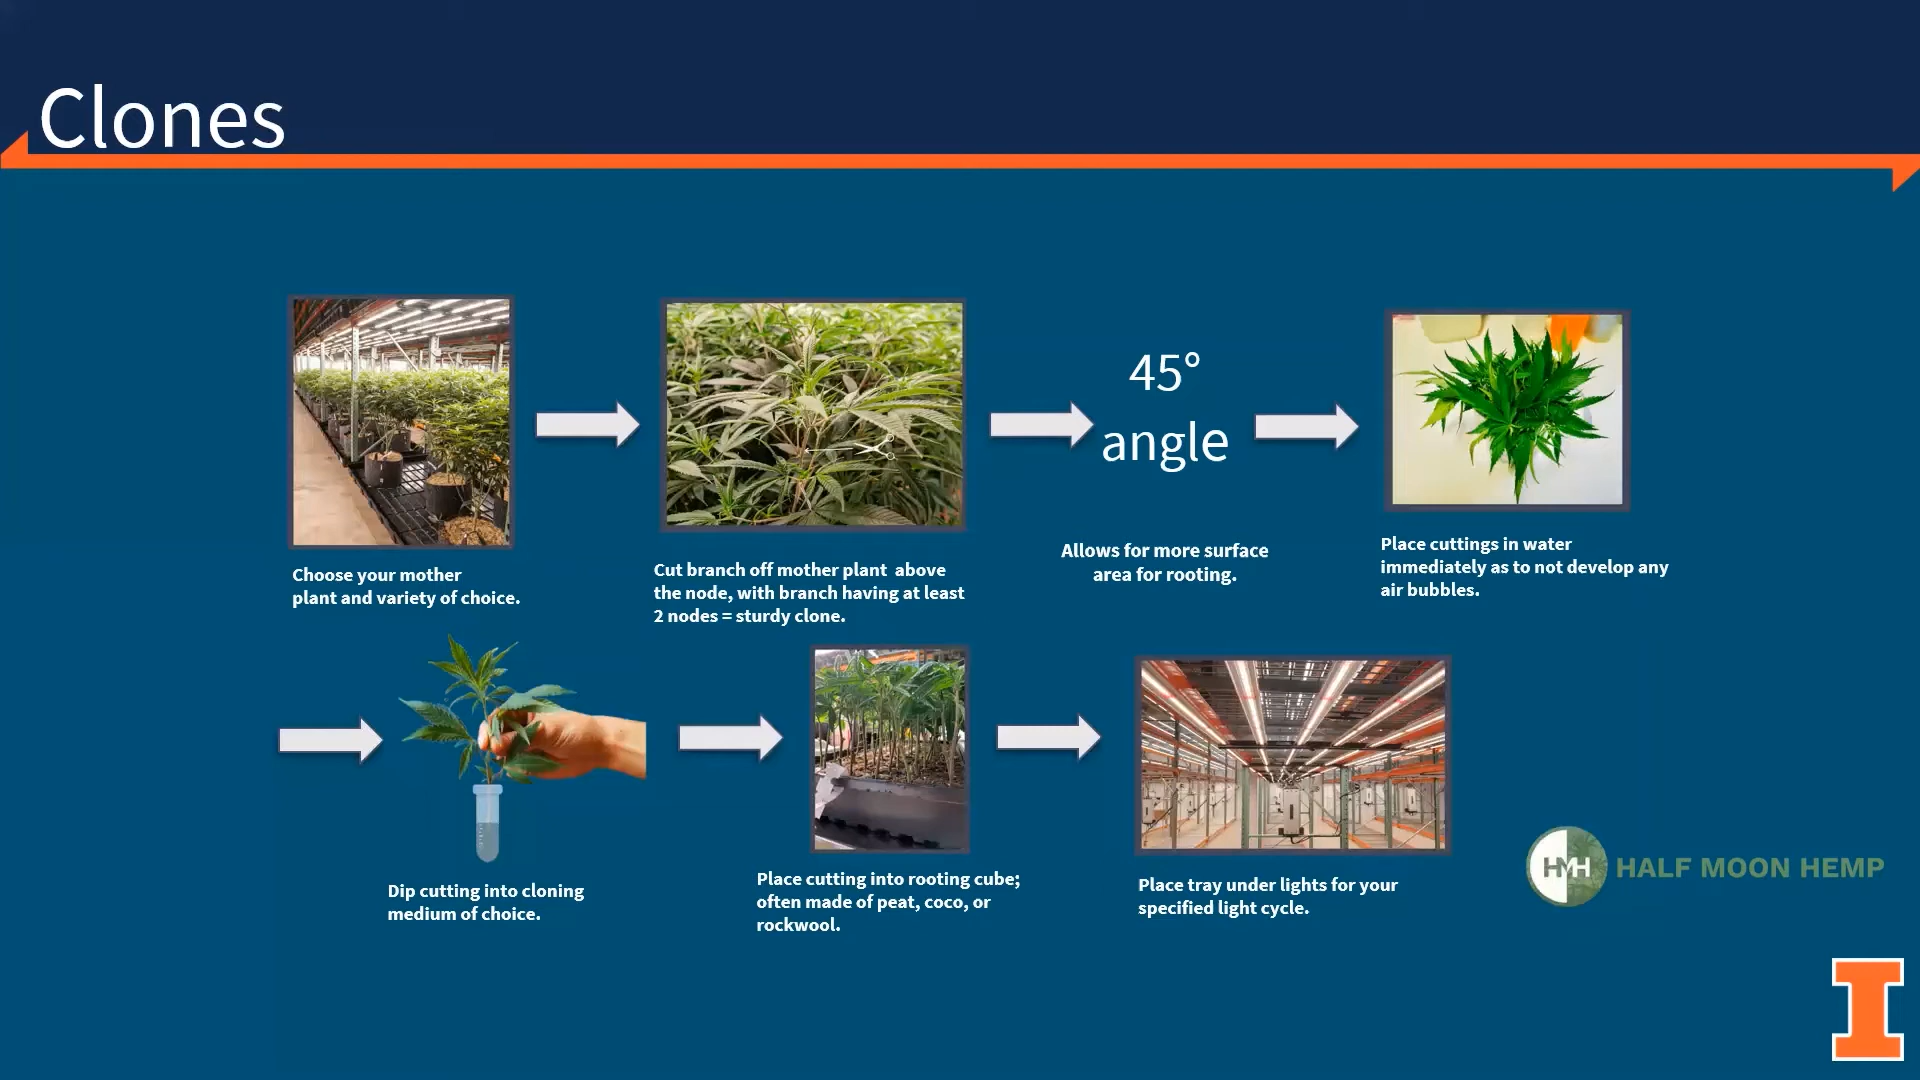 Clones
45°
angle
Choose your mother
plant and variety of choice.
Cut branch off mother plant above
the node, with branch having at least
2 nodes = sturdy clone.
Allows for more surface
area for rooting.
Place cuttings in water
immediately as to not develop any
air bubbles.
Dip cutting into cloning
medium of choice.
Place cutting into rooting cube;
often made of peat, coco, or
rockwool.
Place tray under lights for your
specified light cycle.
HMH HALF MOON HEMP
I